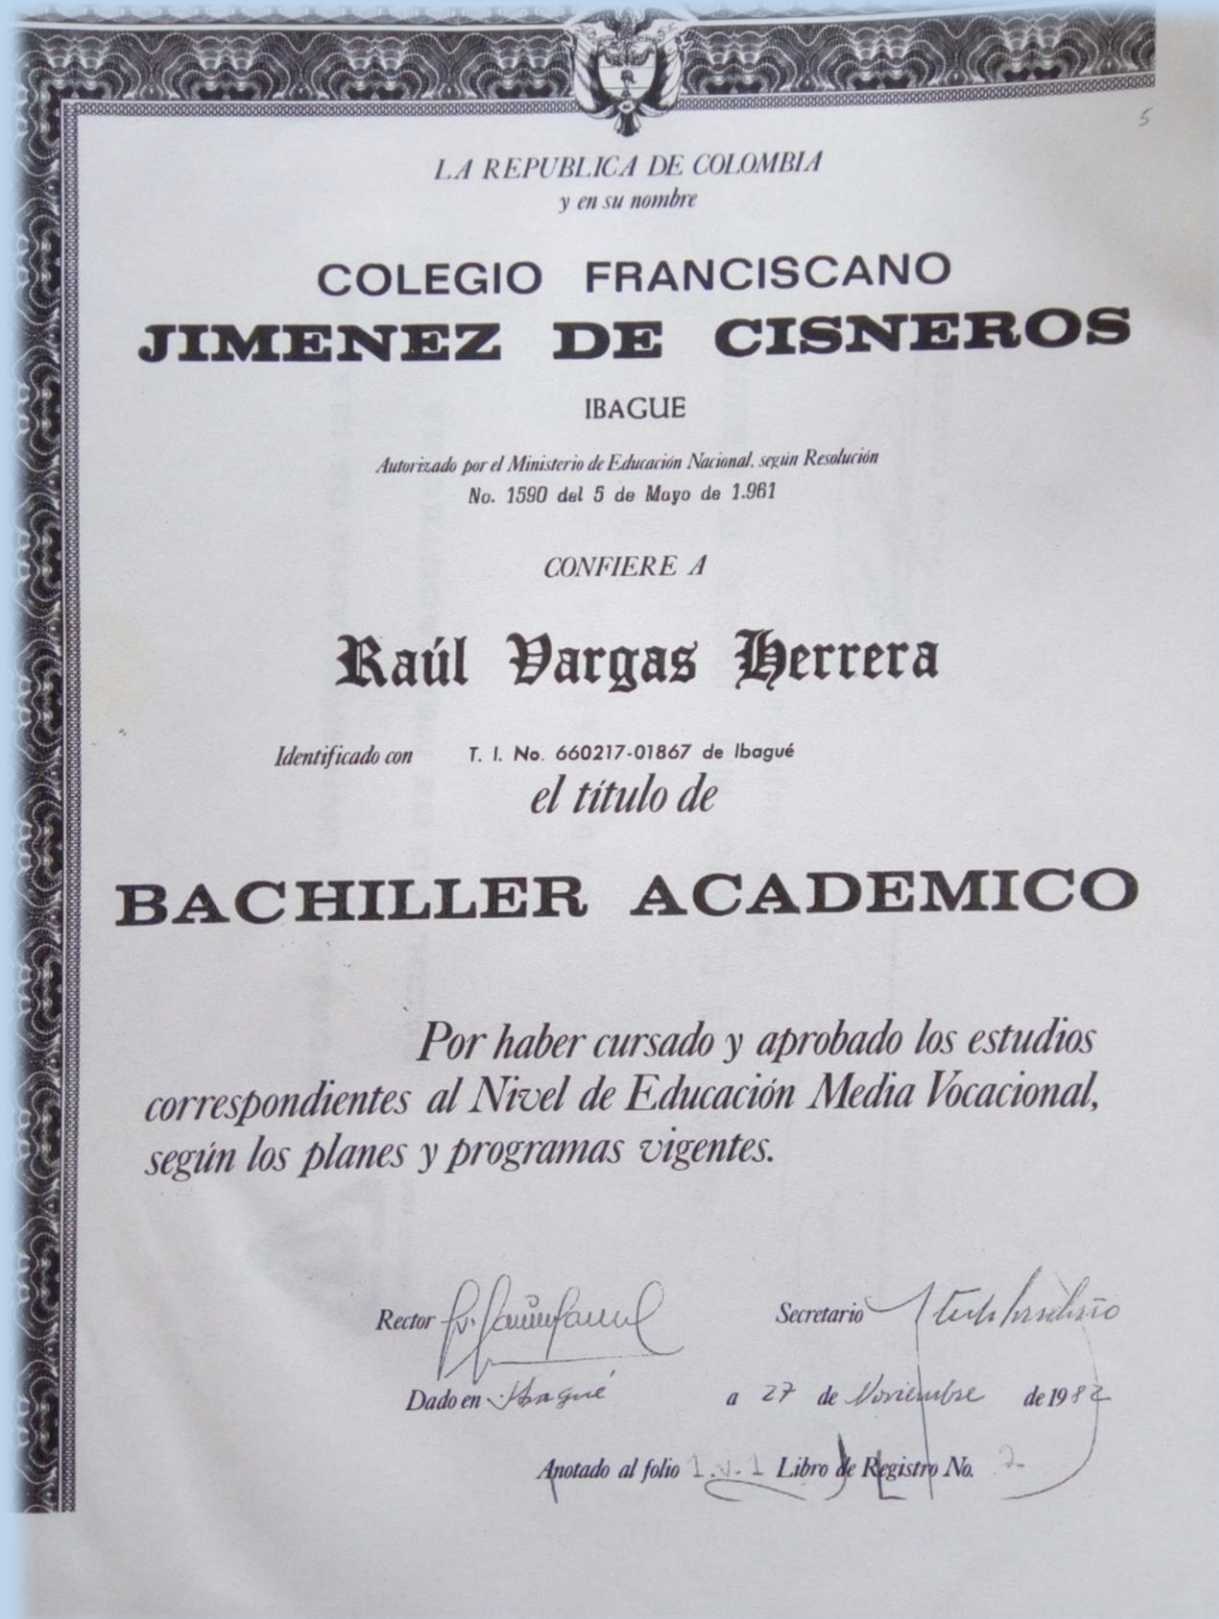 5
LA REPUBLICA DE COLOMBIA
y en su nombre
COLEGIO FRANCISCANO
JIMENEZ DE CISNEROS
IBAGUE
Autorizado por el Ministerio de Educación Nacional, según Resolución
No. 1590 del 5 de Mayo de 1.961
CONFIERE A
Raúl Vargas Herrera
Identificado con T. I. No. 660217-01867 de Ibagué
el título de
BACHILLER ACADEMICO
Por haber cursado y aprobado los estudios
correspondientes al Nivel de Educación Media Vocacional,
según los planes y programas vigentes.
Rector Secretario
Dado en Ibagué a 27 de Noviembre de 1982
Anotado al folio Libro de Registro No. 2